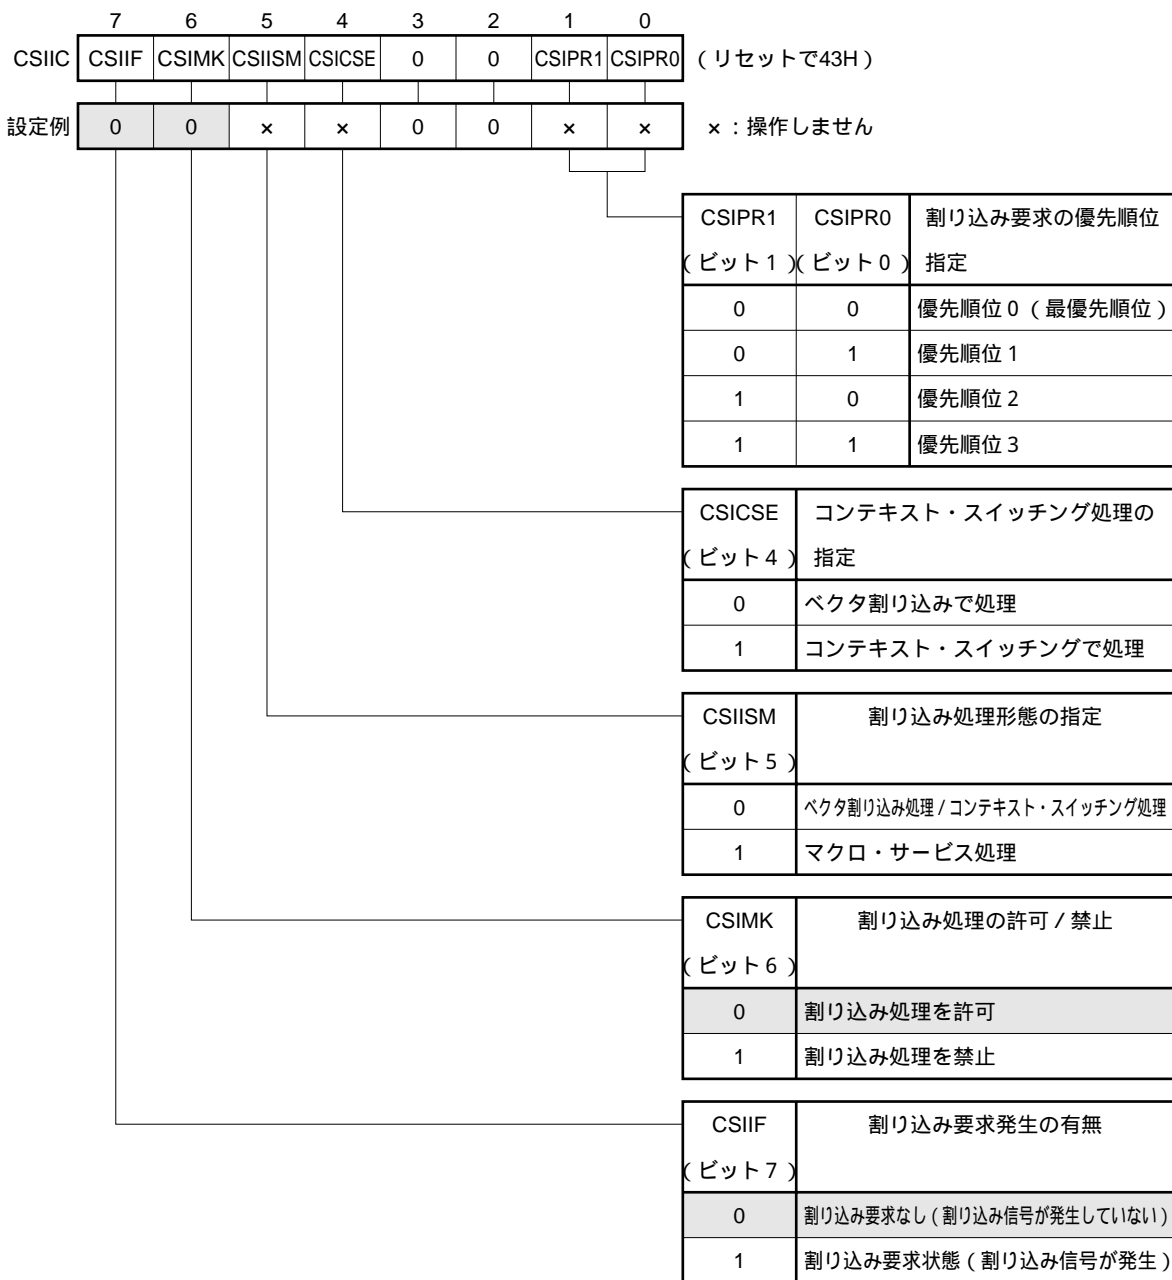 7 6 5 4 3 2 1 0
CSIIC CSIIF CSIMK CSIISM CSICSE 0 0 CSIPR1 CSIPR0 （リセットで43H）
設定例 0 0 × × 0 0 × × ×：操作しません
CSIPR1 CSIPR0 割り込み要求の優先順位
（ビット1）（ビット0） 指定
0 0 優先順位0（最優先順位）
0 1 優先順位1
1 0 優先順位2
1 1 優先順位3
CSICSE コンテキスト・スイッチング処理の
（ビット4） 指定
0 ベクタ割り込みで処理
1 コンテキスト・スイッチングで処理
CSIISM 割り込み処理形態の指定
（ビット5）
0 ベクタ割り込み処理/コンテキスト・スイッチング処理
1 マクロ・サービス処理
CSIMK 割り込み処理の許可/禁止
（ビット6）
0 割り込み処理を許可
1 割り込み処理を禁止
CSIIF 割り込み要求発生の有無
（ビット7）
0 割り込み要求なし（割り込み信号が発生していない）
1 割り込み要求状態（割り込み信号が発生）